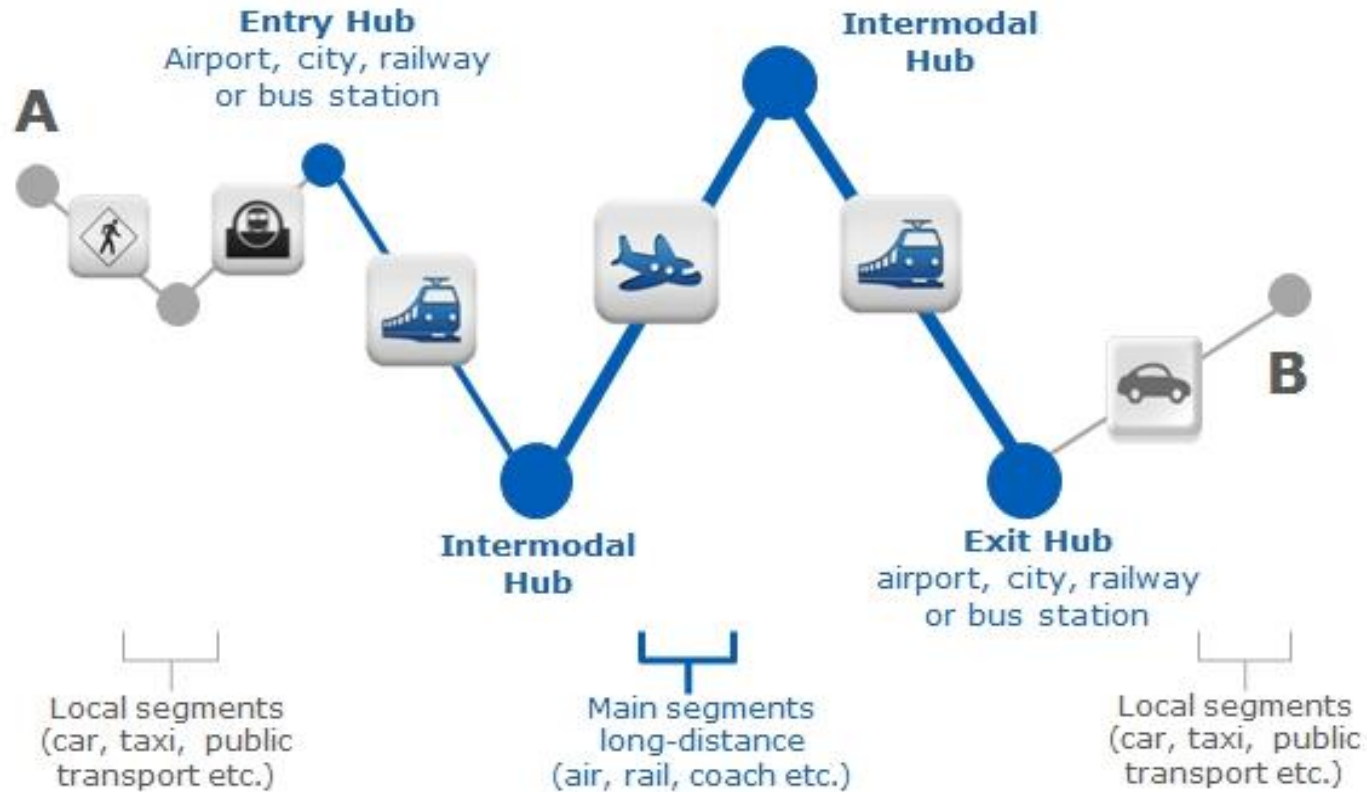 Entry Hub
Airport, city, railway
or bus station
Intermodal
Hub
A
B
Intermodal
Hub
Exit Hub
airport, city, railway
or bus station
Local segments
(car, taxi, public
transport etc.)
Main segments
long-distance
(air, rail, coach etc.)
Local segments
(car, taxi, public
transport etc.)